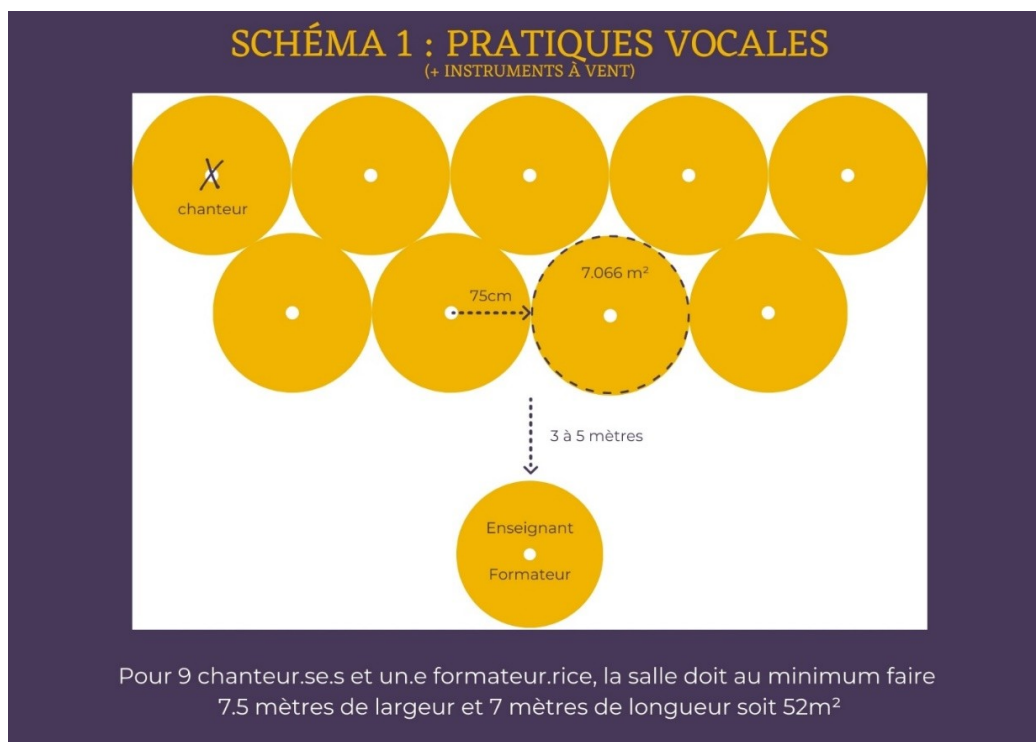 SCHÉMA 1 : PRATIQUES VOCALES
(+ INSTRUMENTS À VENT)
X
chanteur
7.066 m²
75cm
3 à 5 mètres
Enseignant
Formateur
Pour 9 chanteur.se.s et un.e formateur.rice, la salle doit au minimum faire
7.5 mètres de largeur et 7 mètres de longueur soit 52m²